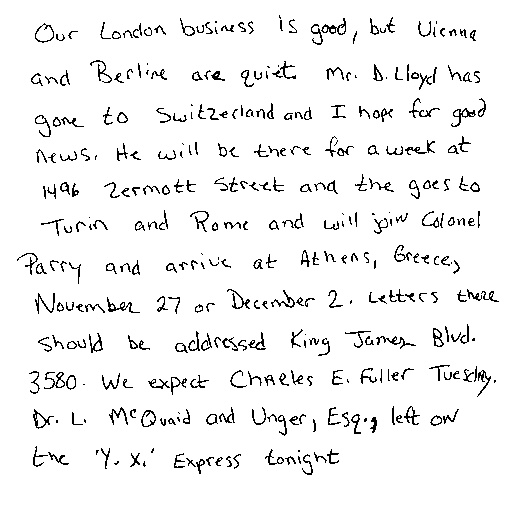 Our London business is good, but Vienna
and Berline are quiet. Mr. D. Lloyd has
gone to Switzerland and I hope for good
news. He will be there for a week at
1496 Zermott Street and the goes to
Turin and Rome and will join Colonel
Parry and arrive at Athens, Greece,
November 27 or December 2. Letters there
should be addressed King James Blvd.
3580. We expect Charles E. Fuller Tuesday.
Dr. L. McQuaid and Unger, Esq., left on
the 'Y. X.' Express tonight